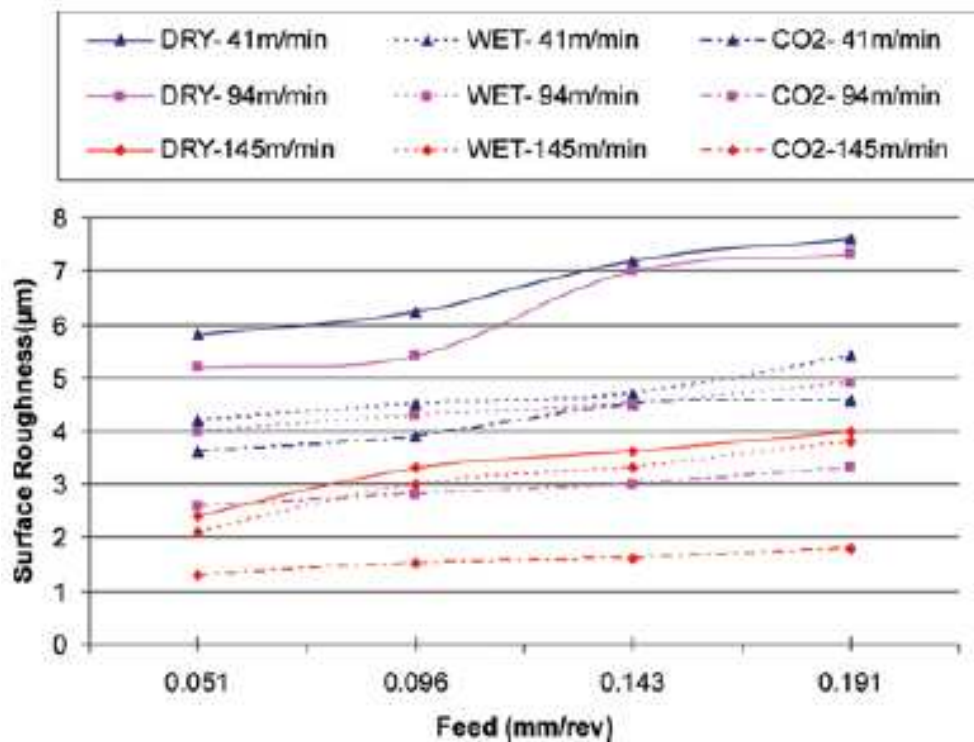 DRY- 41m/min WET- 41m/min CO2- 41m/min
DRY- 94m/min WET- 94m/min CO2- 94m/min
DRY-145m/min WET-145m/min CO2-145m/min
8
7
6
5
4
3
2
1
0
Surface Roughness(µm)
0.051 0.096 0.143 0.191
Feed (mm/rev)